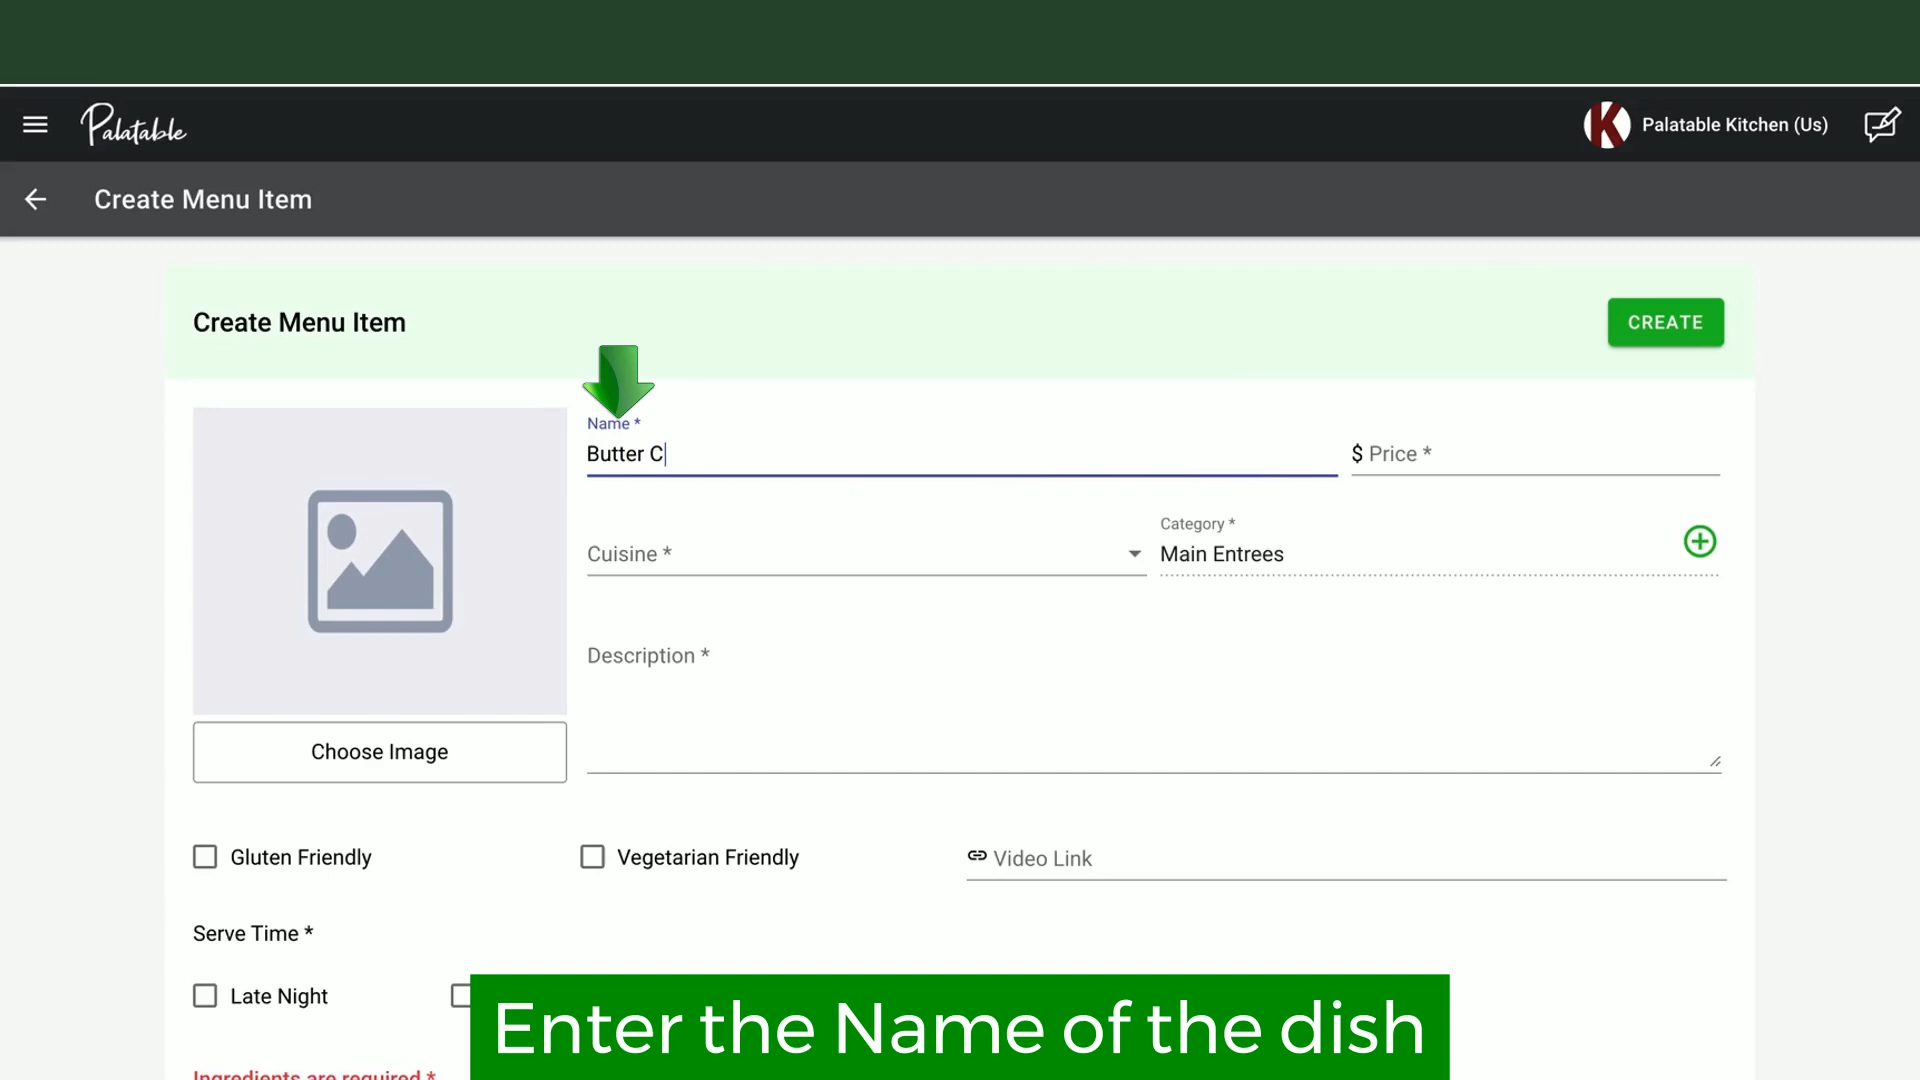 Palatable
Palatable Kitchen (Us)
Create Menu Item
Create Menu Item
CREATE
Name *
Butter C
$ Price *
Cuisine *
Category *
Main Entrees
Description *
Choose Image
Gluten Friendly
Vegetarian Friendly
Video Link
Serve Time *
Late Night
Enter the Name of the dish
Ingredients are required *